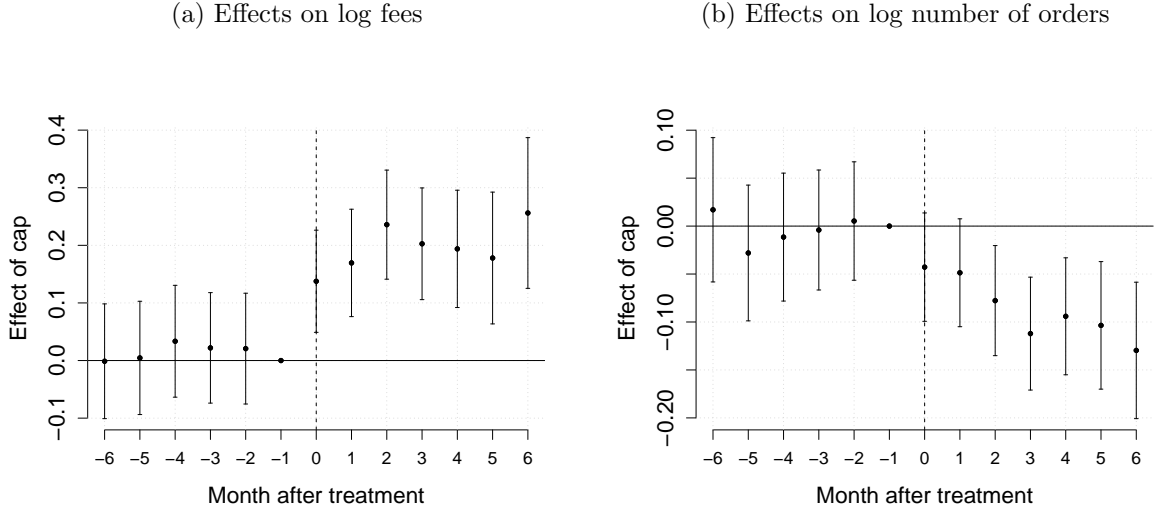 (a) Effects on log fees
(b) Effects on log number of orders
Effect of cap
0.4
0.3
0.2
0.1
0.0
−0.1
−6 −5 −4 −3 −2 −1 0 1 2 3 4 5 6
Month after treatment
Effect of cap
0.10
0.00
−0.10
−0.20
−6 −5 −4 −3 −2 −1 0 1 2 3 4 5 6
Month after treatment